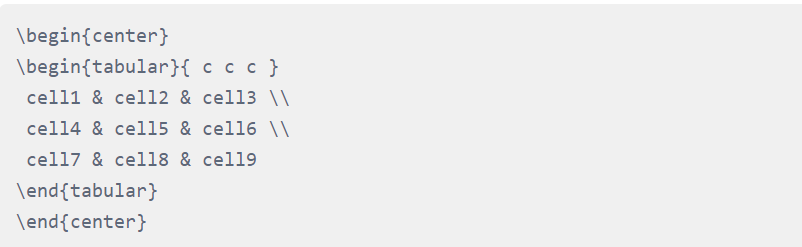 \begin{center}
\begin{tabular}{ c c c }
 cell1 & cell2 & cell3 \\
 cell4 & cell5 & cell6 \\
 cell7 & cell8 & cell9
\end{tabular}
\end{center}